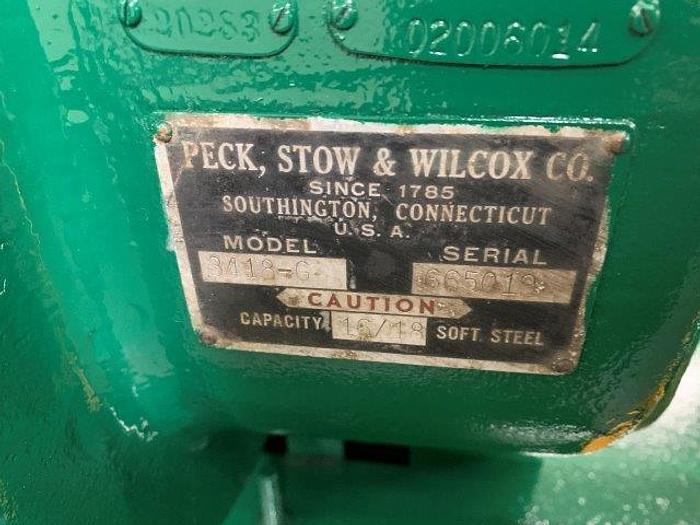 20283
02006014
PECK, STOW & WILCOX CO.
SINCE 1785
SOUTHINGTON, CONNECTICUT
U.S.A.
MODEL SERIAL
3418-G 665019
CAUTION
CAPACITY 16/18 SOFT STEEL